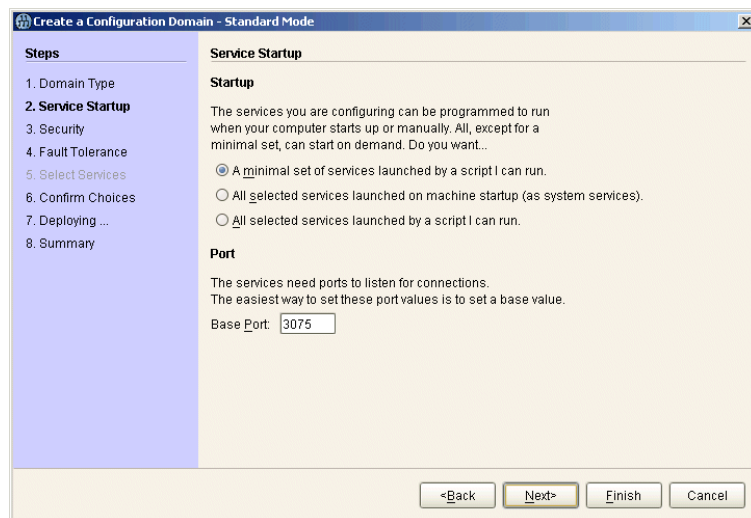 Create a Configuration Domain - Standard Mode
Steps
1. Domain Type
2. Service Startup
3. Security
4. Fault Tolerance
5. Select Services
6. Confirm Choices
7. Deploying ...
8. Summary
Service Startup
Startup
The services you are configuring can be programmed to run
when your computer starts up or manually. All, except for a
minimal set, can start on demand. Do you want...
A minimal set of services launched by a script I can run.
All selected services launched on machine startup (as system services).
All selected services launched by a script I can run.
Port
The services need ports to listen for connections.
The easiest way to set these port values is to set a base value.
Base Port: 3075
<Back Next> Finish Cancel